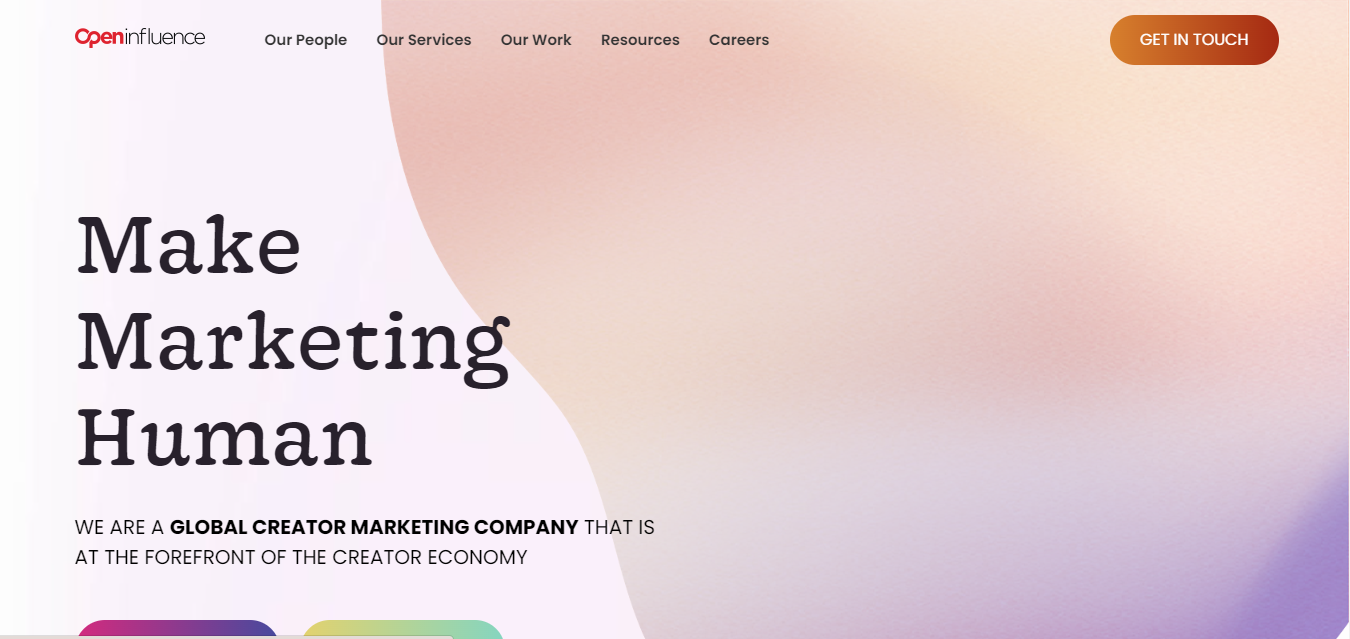 Openinfluence
Our People
Our Services
Our Work
Resources
Careers
GET IN TOUCH
Make
Marketing
Human
WE ARE A GLOBAL CREATOR MARKETING COMPANY THAT IS
AT THE FOREFRONT OF THE CREATOR ECONOMY